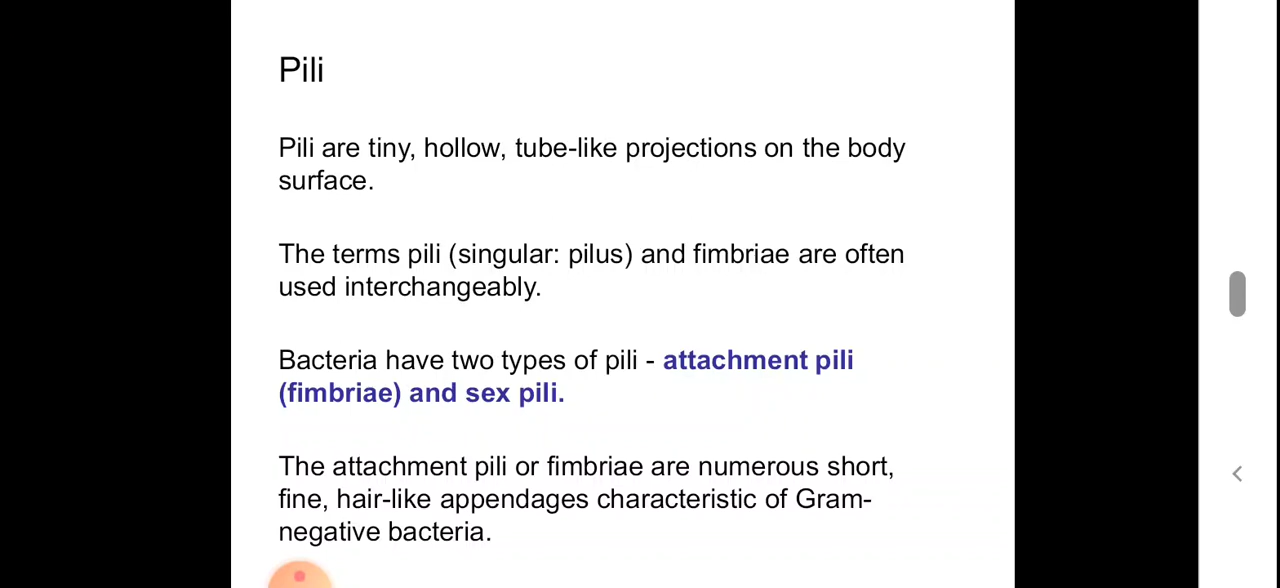 Pili
Pili are tiny, hollow, tube-like projections on the body
surface.
The terms pili (singular: pilus) and fimbriae are often
used interchangeably.
Bacteria have two types of pili - attachment pili
(fimbriae) and sex pili.
The attachment pili or fimbriae are numerous short,
fine, hair-like appendages characteristic of Gram-
negative bacteria.